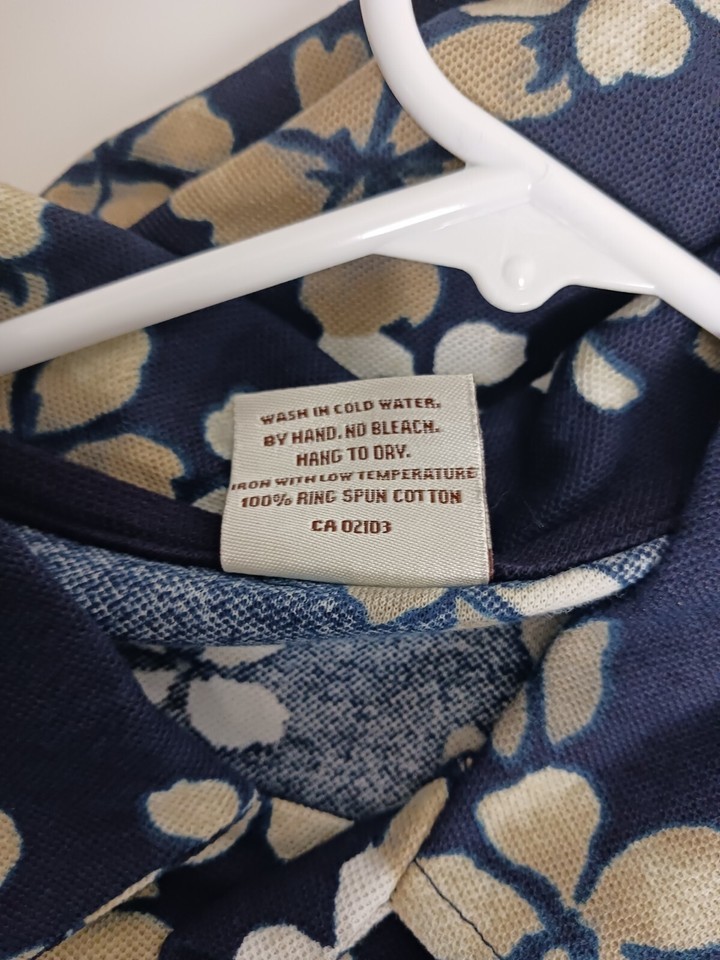 WASH IN COLD WATER.
BY HAND. NO BLEACH.
HANG TO DRY.
IRON WITH LOW TEMPERATURE
100% RING SPUN COTTON
CA 02103